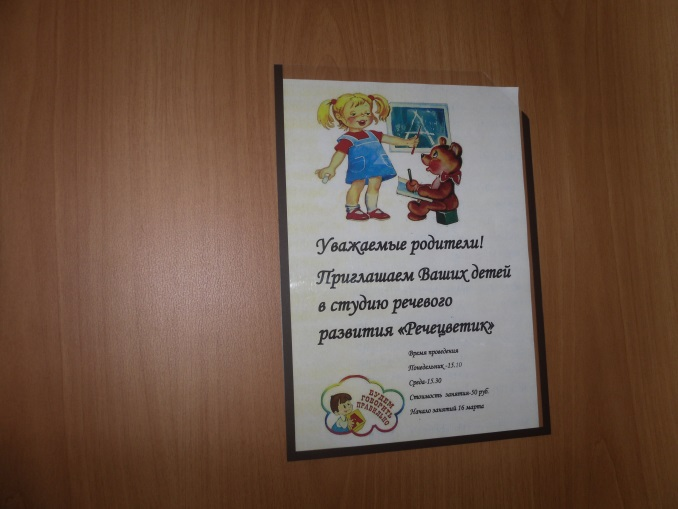 А
Уважаемые родители!
Приглашаем Ваших детей
в студию речевого
развития «Речецветик»
Время проведения
Понедельник -15.10
Среда-15.30
Стоимость занятия-50 руб.
Начало занятий 16 марта
БУДЕМ
ГОВОРИТЬ
ПРАВИЛЬНО